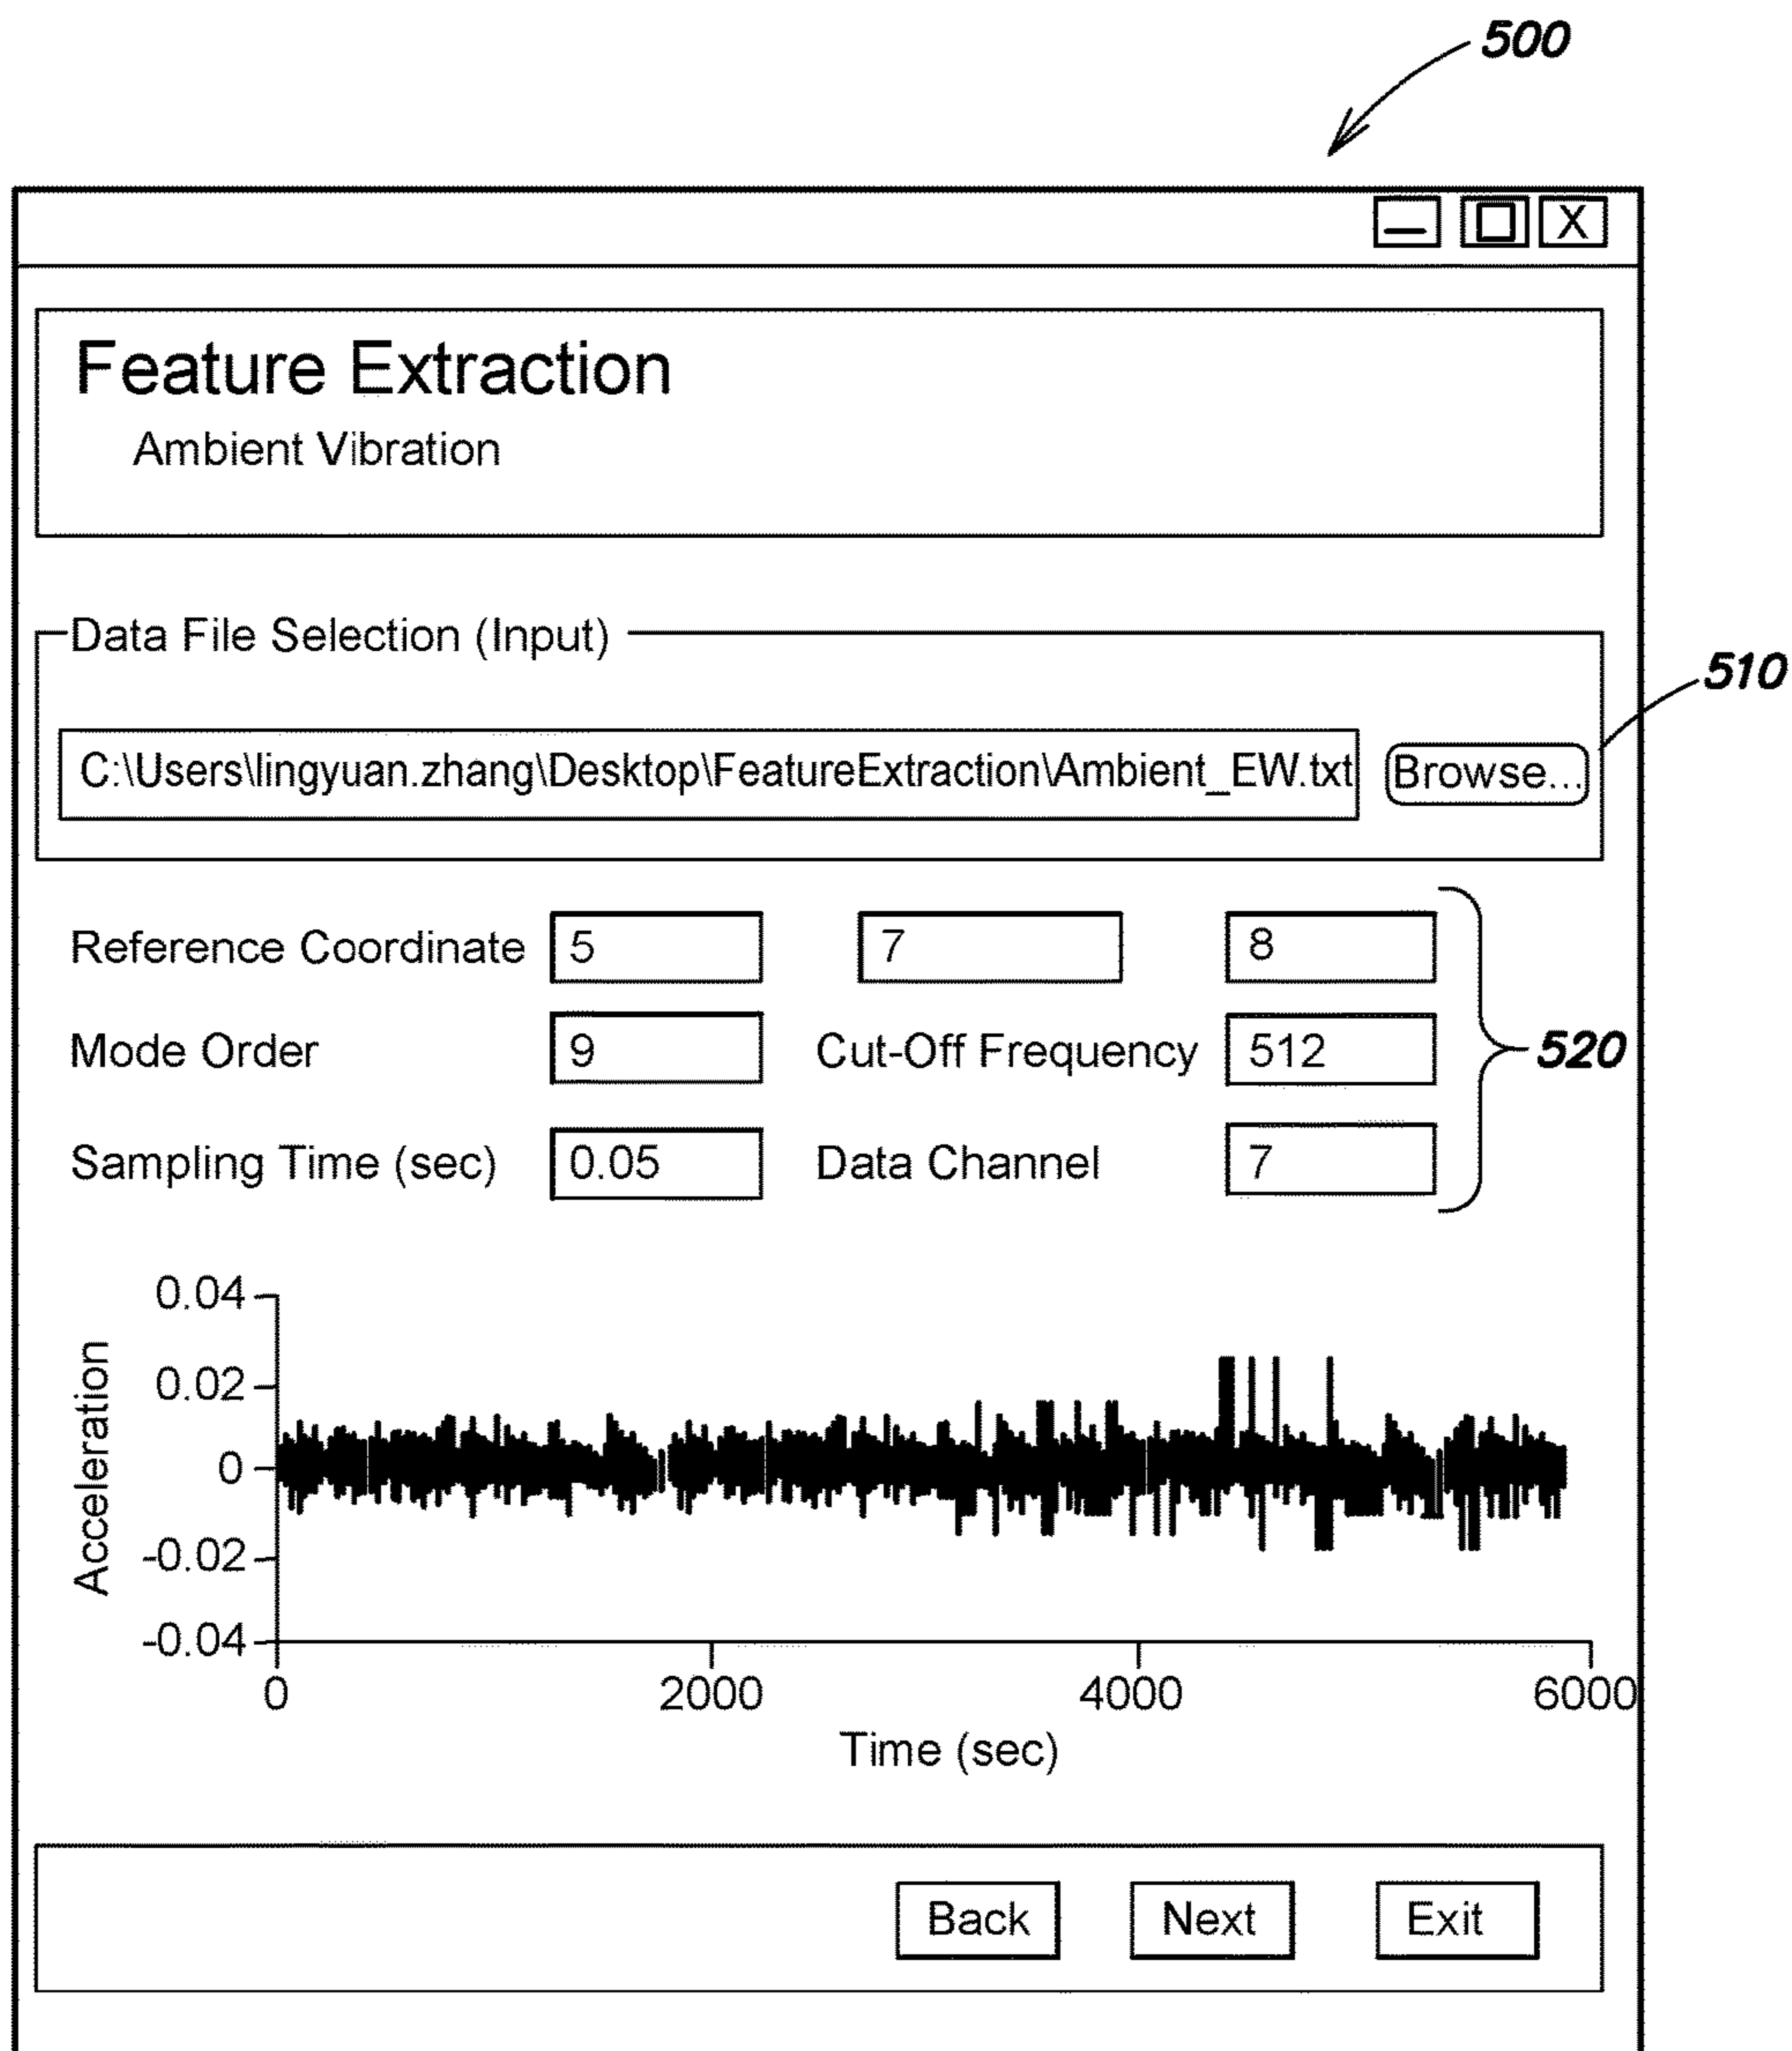 500
X
Feature Extraction
Ambient Vibration
Data File Selection (Input)
510
C:\Users\lingyuan.zhang\Desktop\FeatureExtraction\Ambient_EW.txt Browse...
Reference Coordinate 5 7 8
Mode Order 9 Cut-Off Frequency 512 520
Sampling Time (sec) 0.05 Data Channel 7
0.04
0.02
0
-0.02
-0.04
Acceleration
0 2000 4000 6000
Time (sec)
Back Next Exit